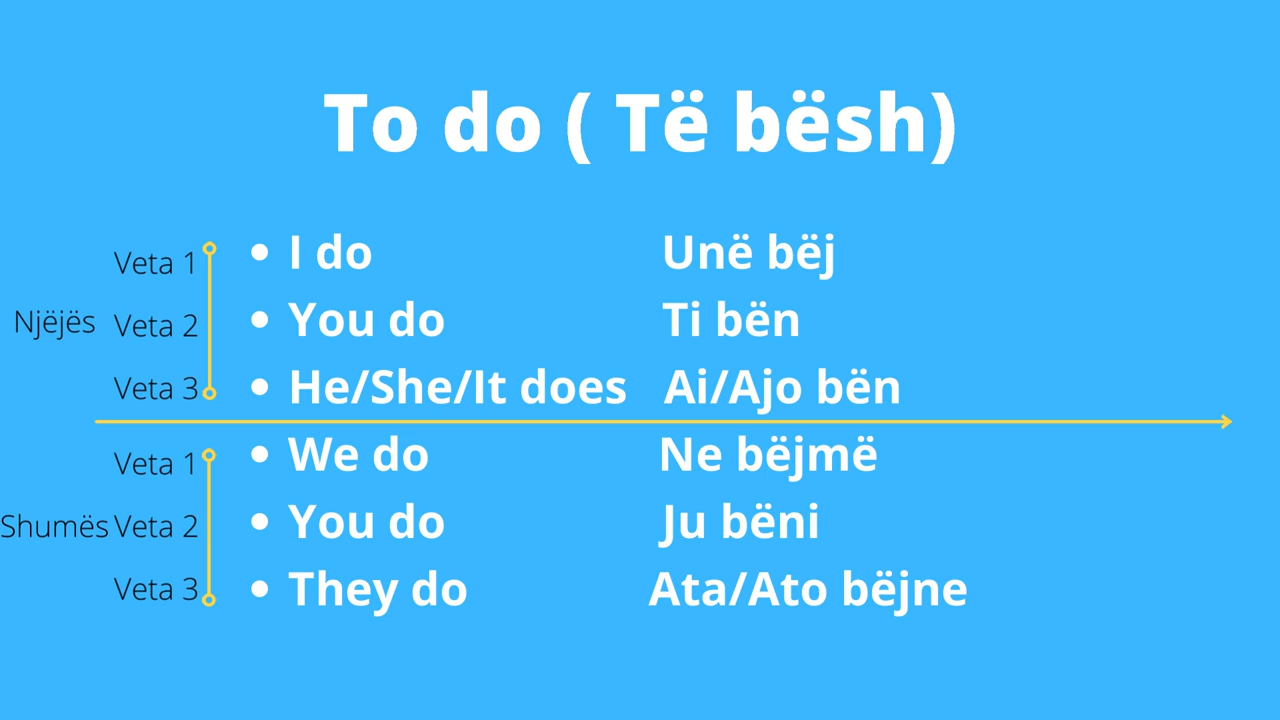 To do ( Të bësh)
Veta 1 • I do Unë bëj
Njëjës Veta 2 • You do Ti bën
Veta 3 • He/She/It does Ai/Ajo bën
Veta 1 • We do Ne bëjmë
Shumës Veta 2 • You do Ju bëni
Veta 3 • They do Ata/Ato bëjne